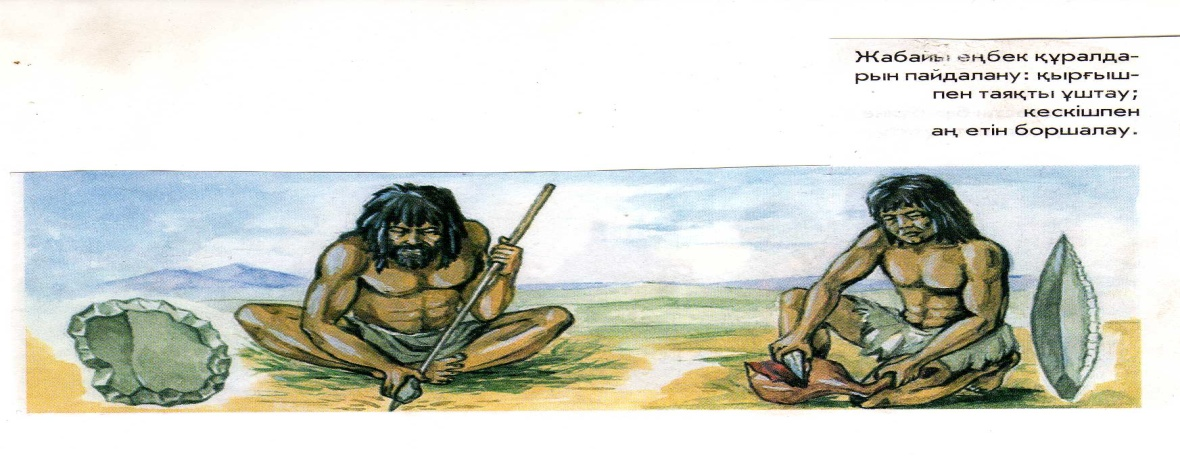 Жабайы еңбек құралда-
рын пайдалану: қырғыш-
пен таяқты ұштау;
кескішпен
аң етін боршалау.